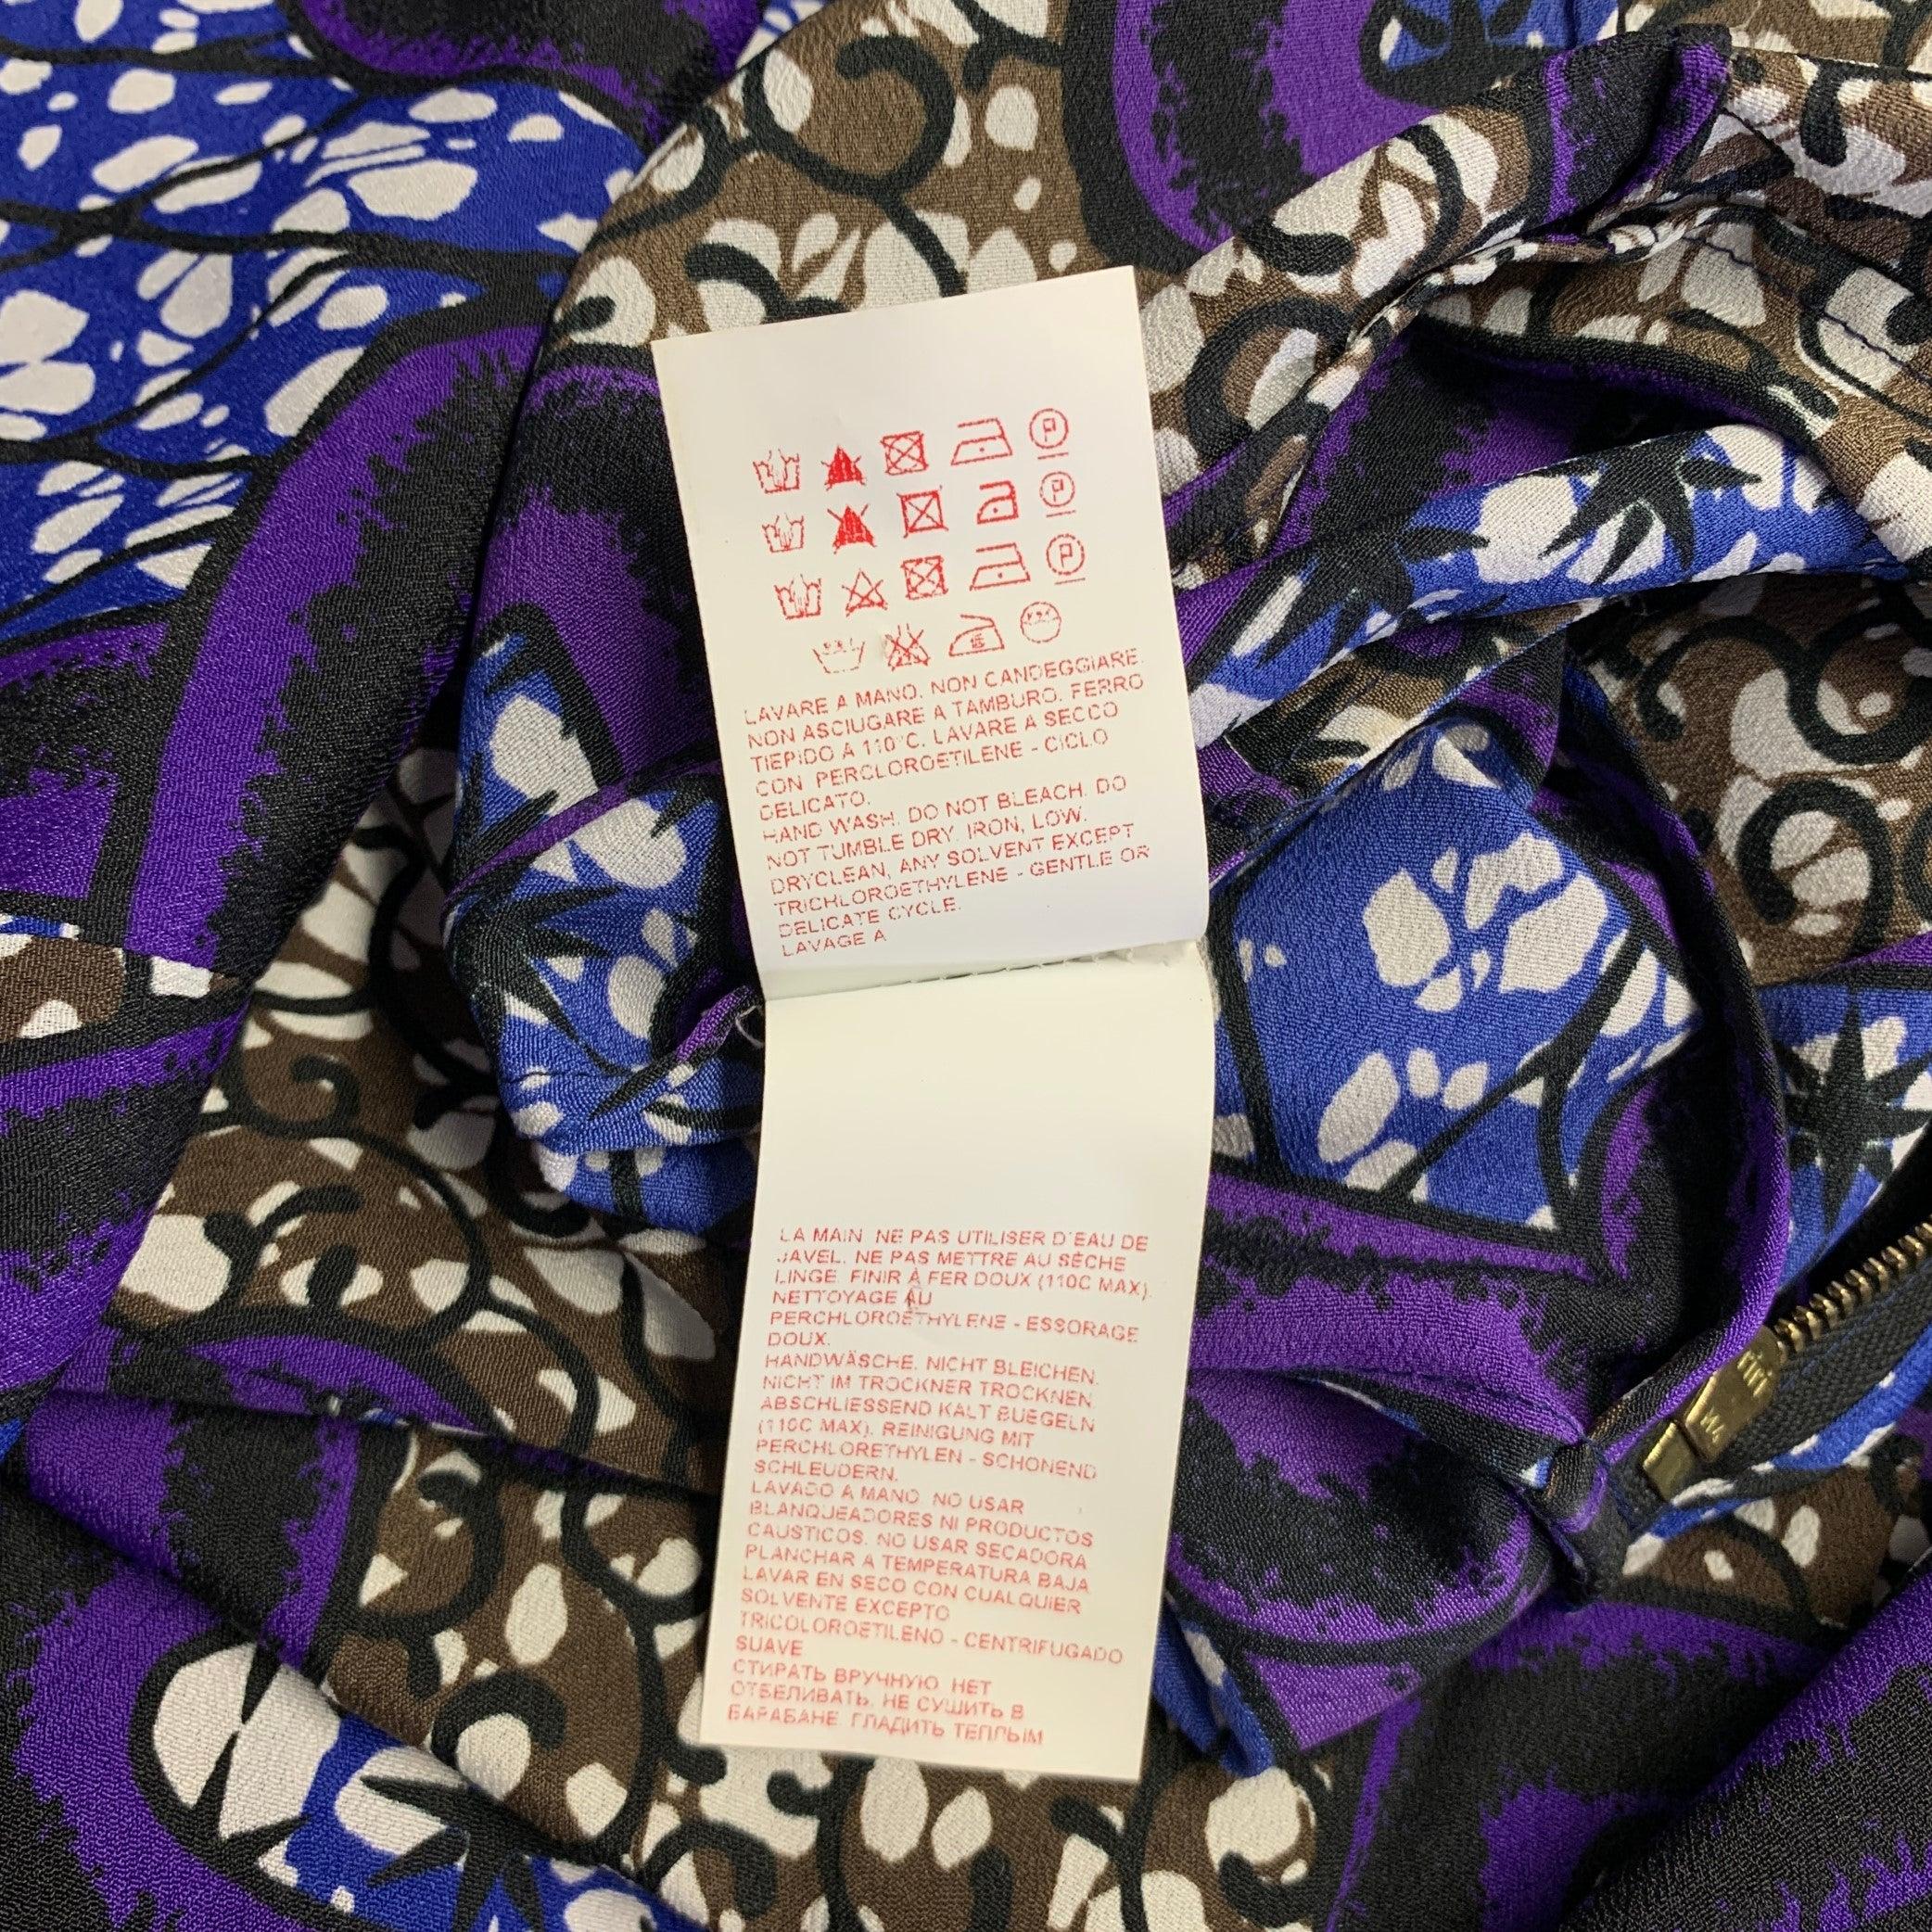 LAVARE A MANO. NON CANDEGGIARE.
NON ASCIUGARE A TAMBURO. FERRO
TIEPIDO A 110°C. LAVARE A SECCO
CON PERCLOROETILENE - CICLO
DELICATO.
HAND WASH. DO NOT BLEACH. DO
NOT TUMBLE DRY. IRON, LOW.
DRYCLEAN, ANY SOLVENT EXCEPT
TRICHLOROETHYLENE - GENTLE OR
DELICATE CYCLE.
LAVAGE A
LA MAIN. NE PAS UTILISER D'EAU DE
JAVEL. NE PAS METTRE AU SÈCHE
LINGE. FINIR À FER DOUX (110C MAX).
NETTOYAGE AU
PERCHLOROÉTHYLENE - ESSORAGE
DOUX.
HANDWÄSCHE. NICHT BLEICHEN.
NICHT IM TROCKNER TROCKNEN.
ABSCHLIESSEND KALT BUEGELN
(110C MAX). REINIGUNG MIT
PERCHLORETHYLEN - SCHONEND
SCHLEUDERN.
LAVADO A MANO. NO USAR
BLANQUEADORES NI PRODUCTOS
CAUSTICOS. NO USAR SECADORA
PLANCHAR A TEMPERATURA BAJA
LAVAR EN SECO CON CUALQUIER
SOLVENTE EXCEPTO
TRICOLOROETILENO - CENTRIFUGADO
SUAVE
СТИРАТЬ ВРУЧНУЮ. НЕТ
ОТБЕЛИВАТЬ. НЕ СУШИТЬ В
БАРАБАНЕ. ГЛАДИТЬ ТЕПЛЫМ